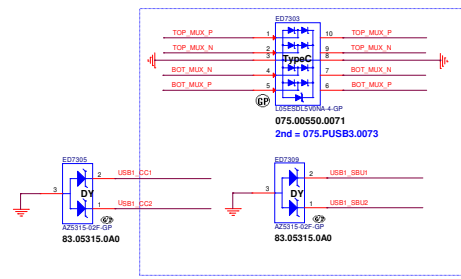 ED7303
TOP_MUX_P 1 10 TOP_MUX_P
TOP_MUX_N 2 9 TOP_MUX_N
3 8
TypeC
BOT_MUX_N 4 7 BOT_MUX_N
BOT_MUX_P 5 6 BOT_MUX_P
GP
L05ESDL5V0NA-4-GP
075.00550.0071
2nd = 075.PUSB3.0073
ED7305
2 USB1_CC1
3
DY
1 USB1_CC2
GP
AZ5315-02F-GP
83.05315.0A0
ED7309
2 USB1_SBU1
3
DY
1 USB1_SBU2
GP
AZ5315-02F-GP
83.05315.0A0